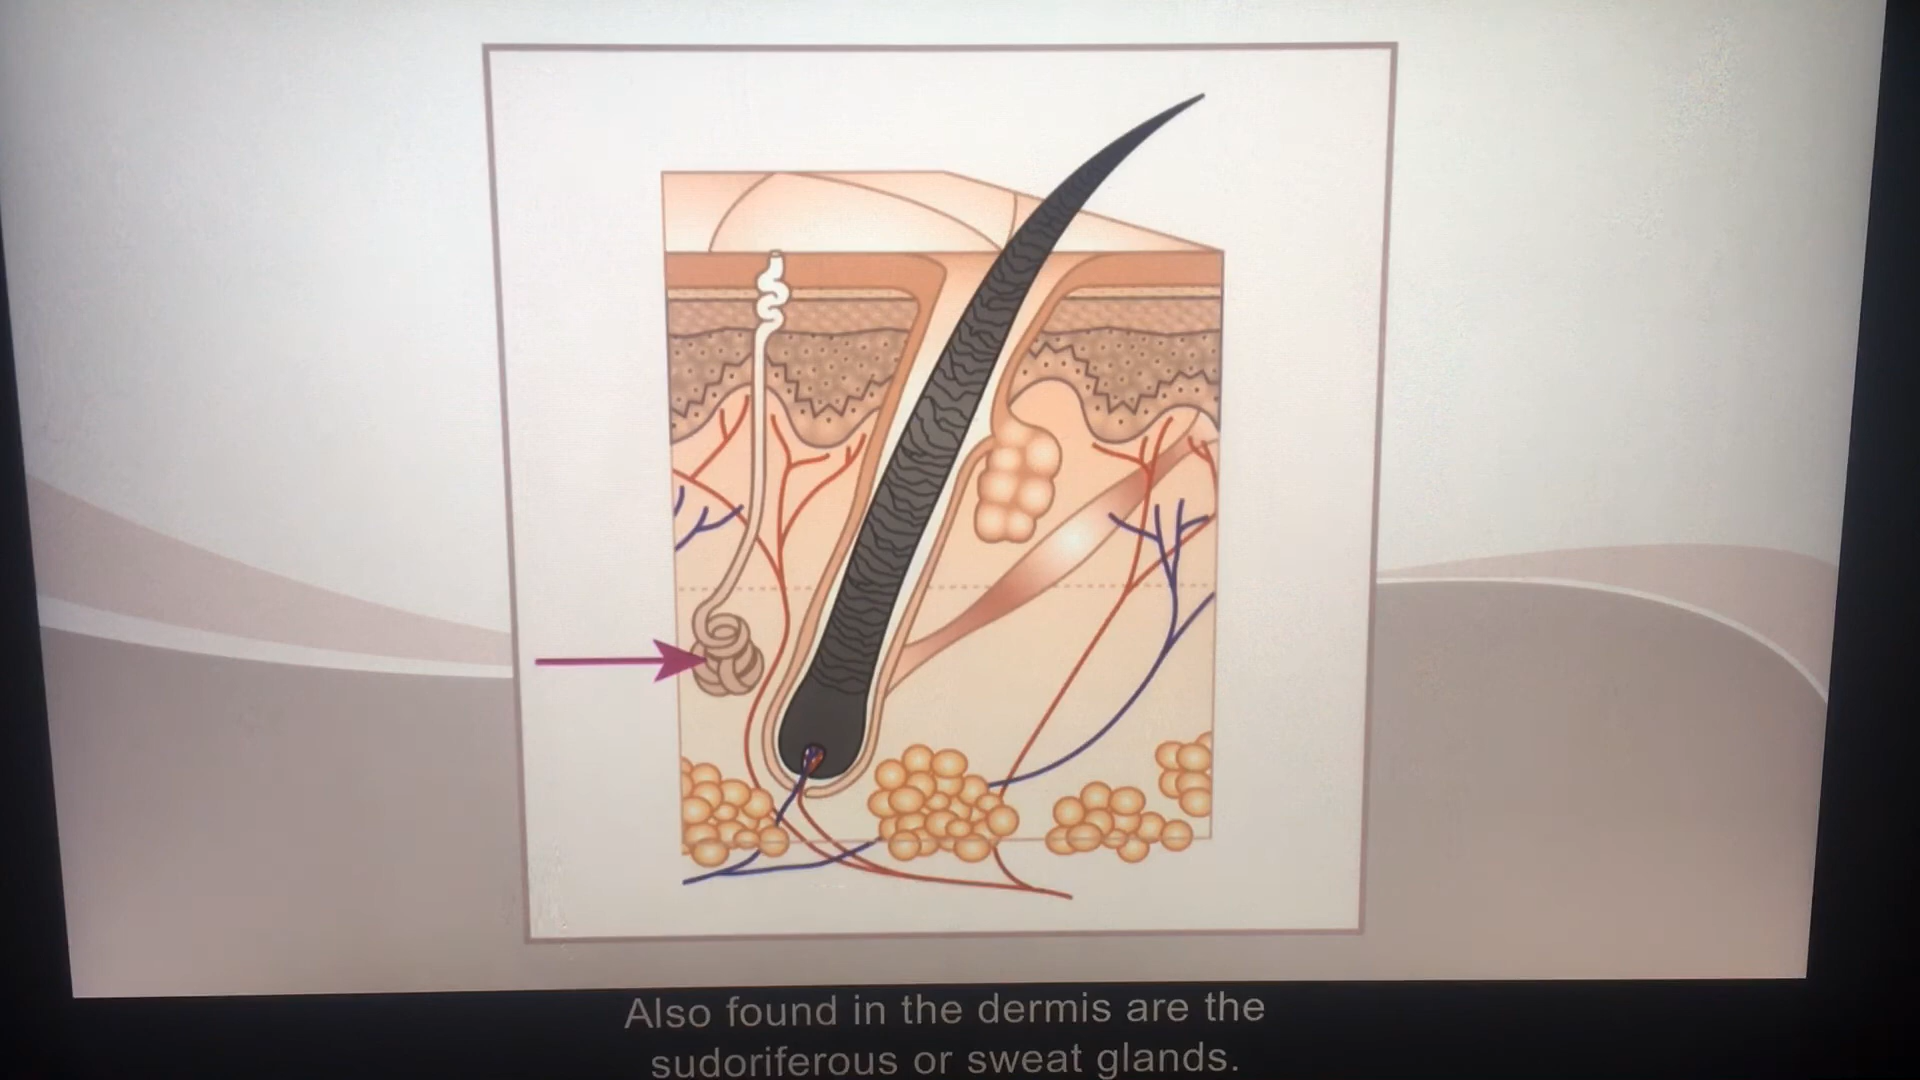 Also found in the dermis are the
sudoriferous or sweat glands.